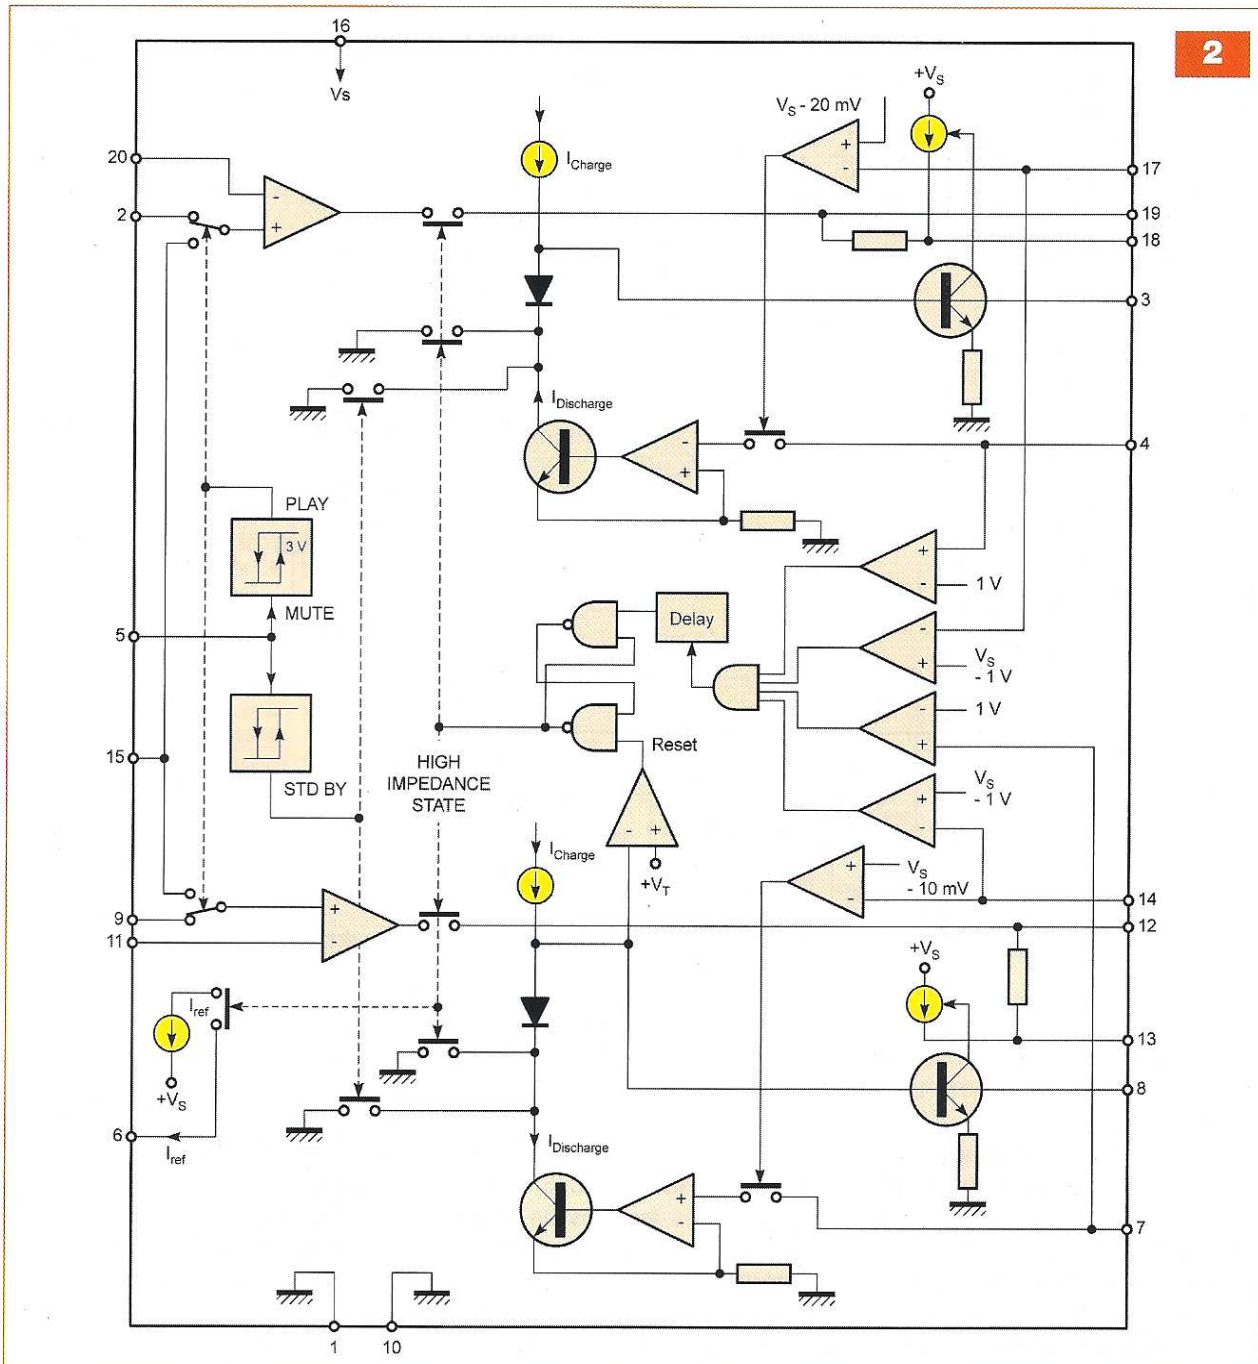 2
16
Vs
+VS
VS - 20 mV
ICharge
20
+
-
-
17
2
+
19
18
3
IDischarge
-
4
+
PLAY
3 V
+
- 1 V
MUTE
Delay
5
-
+ VS
- 1 V
- 1 V
Reset
15
HIGH
IMPEDANCE
STATE
+
STD BY
+ VS
- 1 V
- +
-
ICharge
+VT
+ VS
- 10 mV
-
14
9
+
12
11
-
+VS
Iref
13
+VS
8
6
Iref
IDischarge
+
-
7
1 10